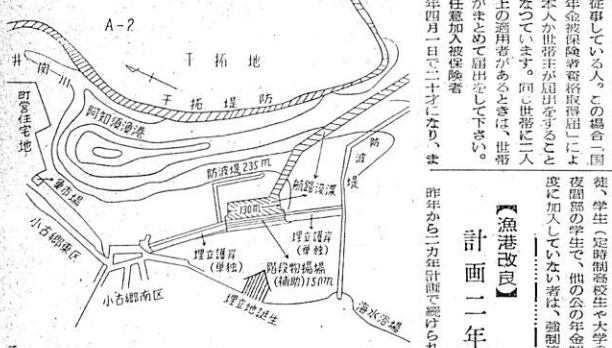 従事している人。この場合「国
年金被保険者資格取得届」によ
本人か世帯主が届出をすること
なつています。同じ世帯に二人
上の適用者があるときは、世帯
がまとめて届出をして下さい。
任意加入被保険者
年四月一日で二十才になり、ま
徒、学生(定時制高校生や大学の
夜間部の学生で、他の公の年金制
度に加入していない者は、強制適
【漁港改良】
計画二年
昨年から二カ年計画で続けられ
A-2
干拓地
井関川
干拓堤防
町営住宅地
阿知須漁港
防波堤
防波堤235m
航路浚渫
魚市場
130m
埋立護岸
(単独)
埋立護岸
(単独)
階段物揚場
(補助)150m
小古郷東区
小古郷南区
埋立地誕生
海水浴場